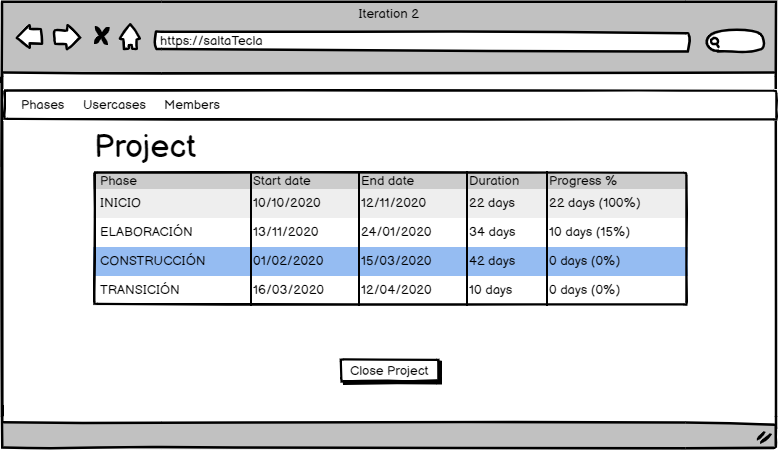 Iteration 2
https://saltaTecla
Phases Usercases Members
Project
Phase Start date End date Duration Progress %
INICIO 10/10/2020 12/11/2020 22 days 22 days (100%)
ELABORACIÓN 13/11/2020 24/01/2020 34 days 10 days (15%)
CONSTRUCCIÓN 01/02/2020 15/03/2020 42 days 0 days (0%)
TRANSICIÓN 16/03/2020 12/04/2020 10 days 0 days (0%)
Close Project